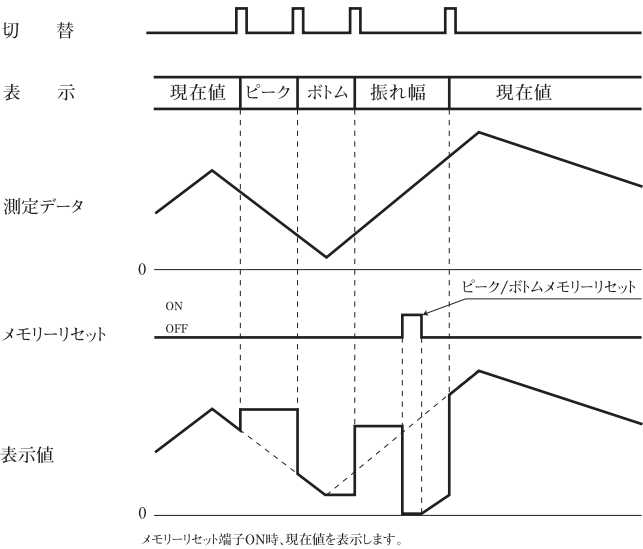 切 替
表 示
現在値 ピーク ボトム 振れ幅 現在値
測定データ
0
ピーク/ボトムメモリーリセット
ON
OFF
メモリーリセット
表示値
0
メモリーリセット端子ON時、現在値を表示します。